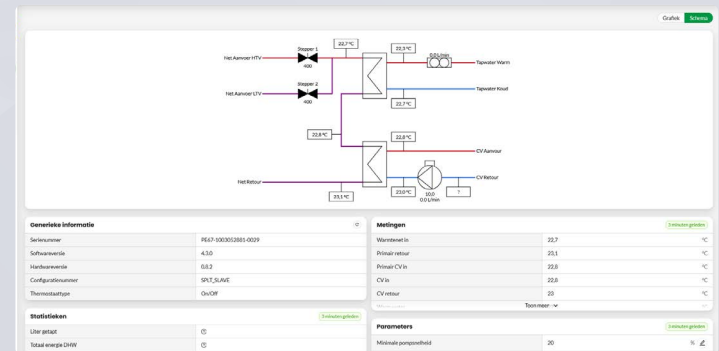 Grafiek Schema
Stepper 1
22,7 °C
22,3 °C
0.0 L/min
Net Aanvoer HTV
Tapwater Warm
400
Stepper 2
Net Aanvoer LTV
Tapwater Koud
400
22,7 °C
22,8 °C
22,8 °C
CV Aanvoer
Net Retour
CV Retour
23,1 °C
23,0 °C
10,0
0.0 L/min
?
Generieke informatie
Serienummer PE67-1003052881-0029
Softwareversie 4.3.0
Hardwareversie 0.8.2
Configuratienummer SPLT_SLAVE
Thermostaattype On/Off
Metingen 3 minuten geleden
Warmtenet in 22,7 °C
Primair retour 23,1 °C
Primair CV in 22,8 °C
CV in 22,8 °C
CV retour 23 °C
Toon meer
Statistieken 3 minuten geleden
Liter getapt
Totaal energie DHW
Parameters 3 minuten geleden
Minimale pompsnelheid 20 %